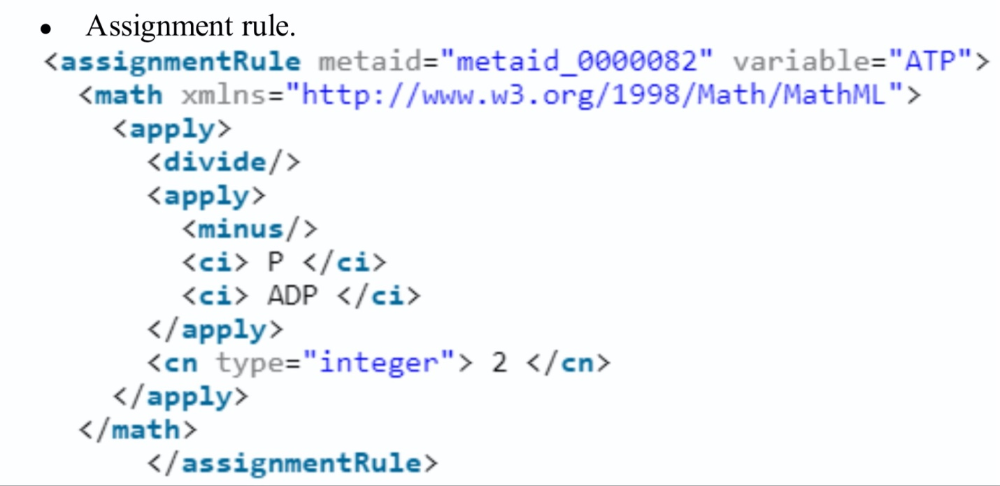 • Assignment rule.
<assignmentRule metaid="metaid_0000082" variable="ATP">
<math xmlns="http://www.w3.org/1998/Math/MathML">
<apply>
<divide/>
<apply>
<minus/>
<ci> P </ci>
<ci> ADP </ci>
</apply>
<cn type="integer"> 2 </cn>
</apply>
</math>
</assignmentRule>